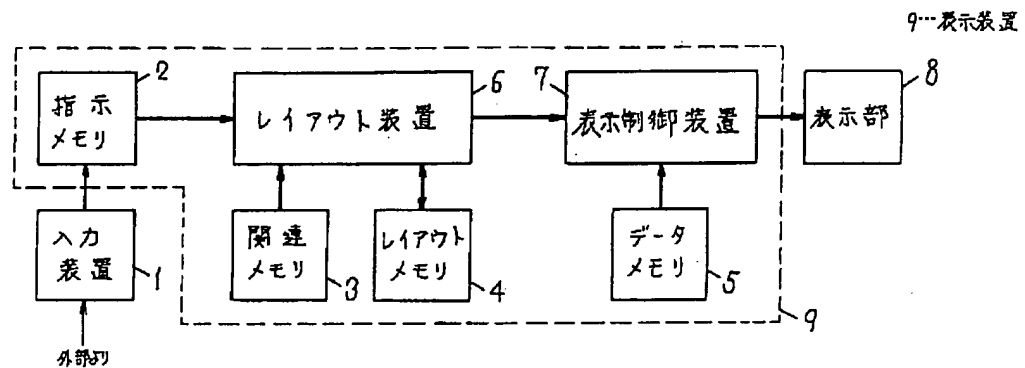 9…表示装置
指示
メモリ
2
レイアウト装置
6
7
表示制御装置
表示部
8
入力
装置
1
関連
メモリ
3
レイアウト
メモリ
4
データ
メモリ
5
9
外部より